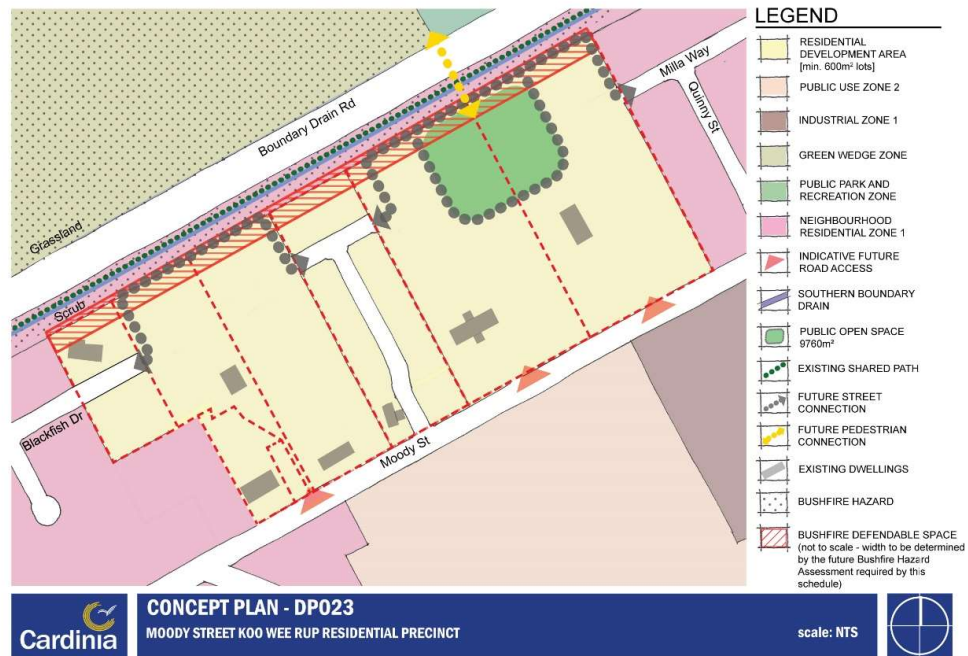 LEGEND
RESIDENTIAL
DEVELOPMENT AREA
[min. 600m² lots]
PUBLIC USE ZONE 2
INDUSTRIAL ZONE 1
GREEN WEDGE ZONE
PUBLIC PARK AND
RECREATION ZONE
NEIGHBOURHOOD
RESIDENTIAL ZONE 1
INDICATIVE FUTURE
ROAD ACCESS
SOUTHERN BOUNDARY
DRAIN
PUBLIC OPEN SPACE
9760m²
EXISTING SHARED PATH
FUTURE STREET
CONNECTION
FUTURE PEDESTRIAN
CONNECTION
EXISTING DWELLINGS
BUSHFIRE HAZARD
BUSHFIRE DEFENDABLE SPACE
(not to scale - width to be determined
by the future Bushfire Hazard
Assessment required by this
schedule)
Milla Way
Quinny St
Boundary Drain Rd
Grassland
Scrub
Blackfish Dr
Moody St
Cardinia
CONCEPT PLAN - DPO23
MOODY STREET KOO WEE RUP RESIDENTIAL PRECINCT
scale: NTS